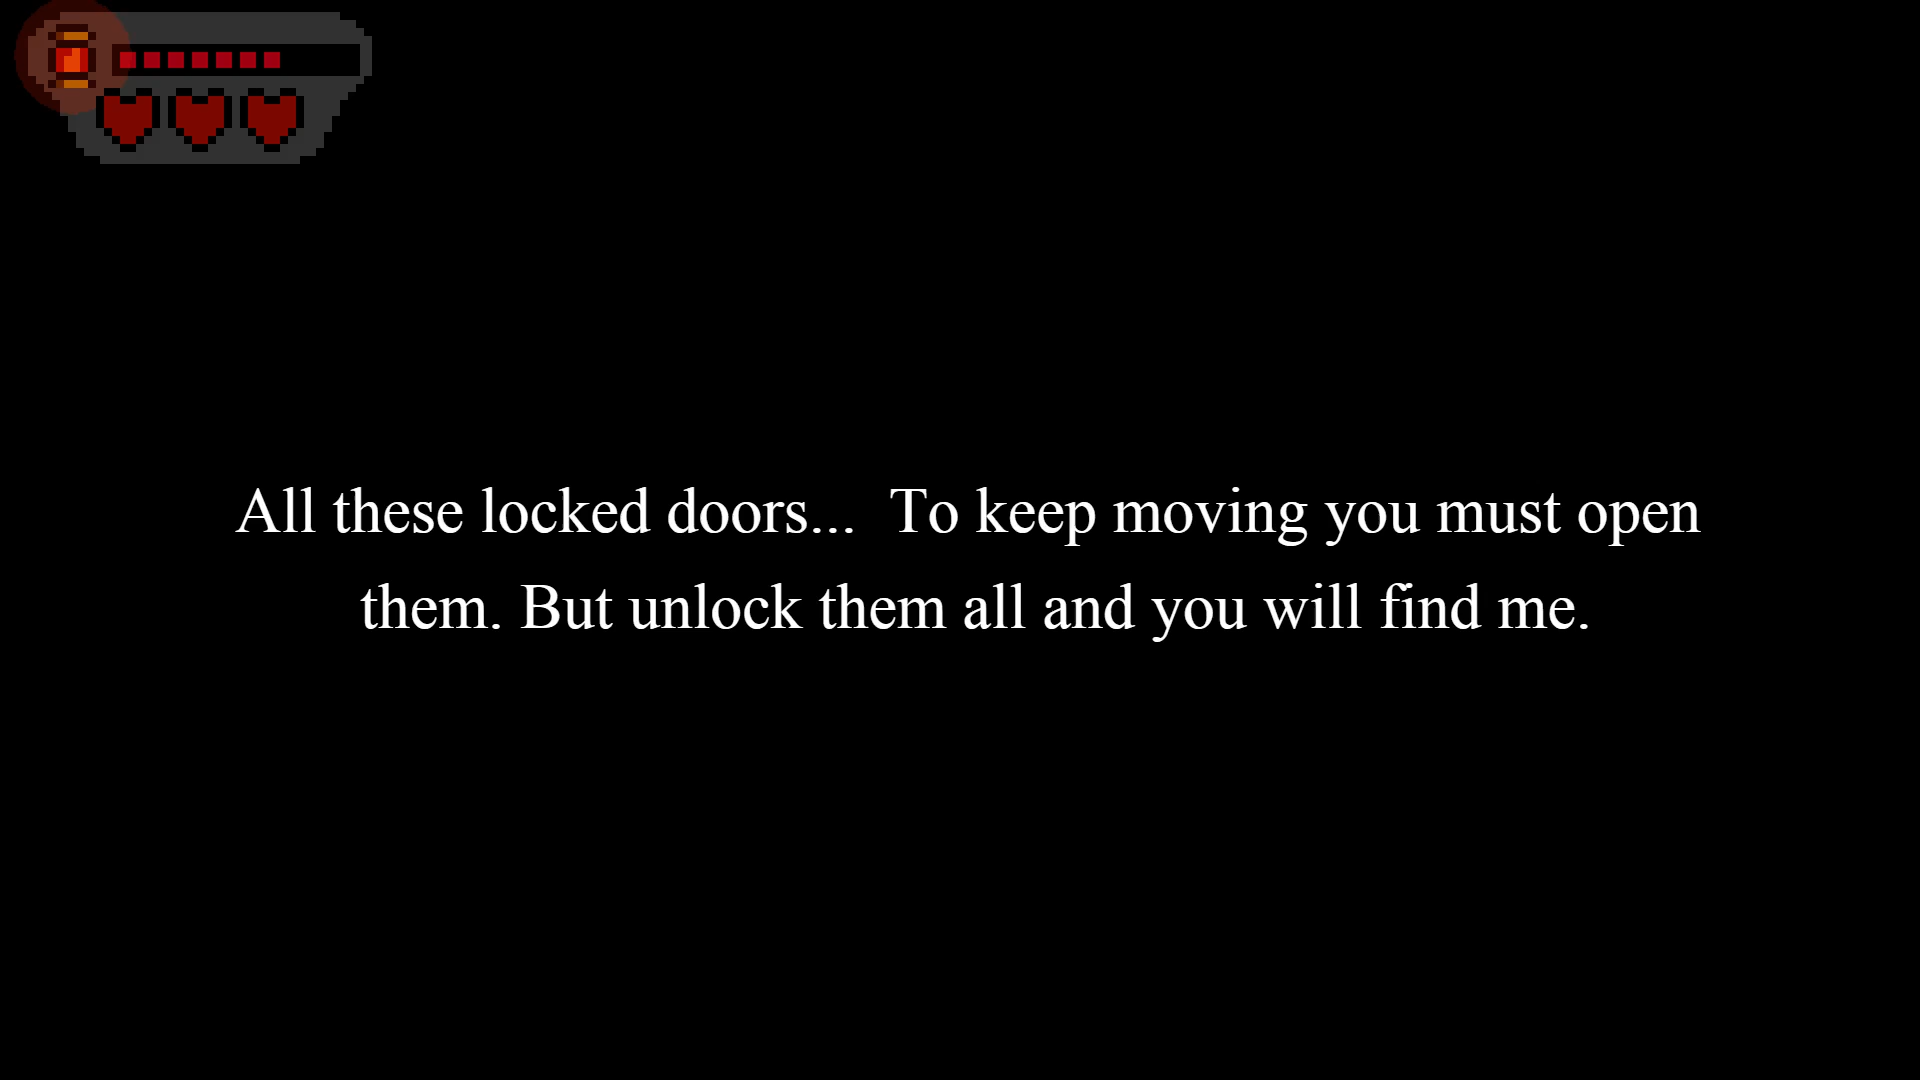 All these locked doors...  To keep moving you must open
them. But unlock them all and you will find me.